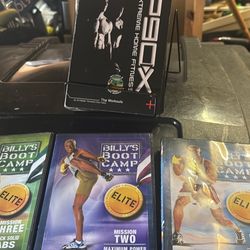 P90X
EXTREME HOME FITNESS
The Workouts
BILLY'S
BOOT
CAMP
ELITE
MISSION
THREE
ABS
BILLY'S
BOOT
CAMP
ELITE
MISSION
TWO
MAXIMUM POWER
BILLY'S
BOOT
CAMP
ELITE